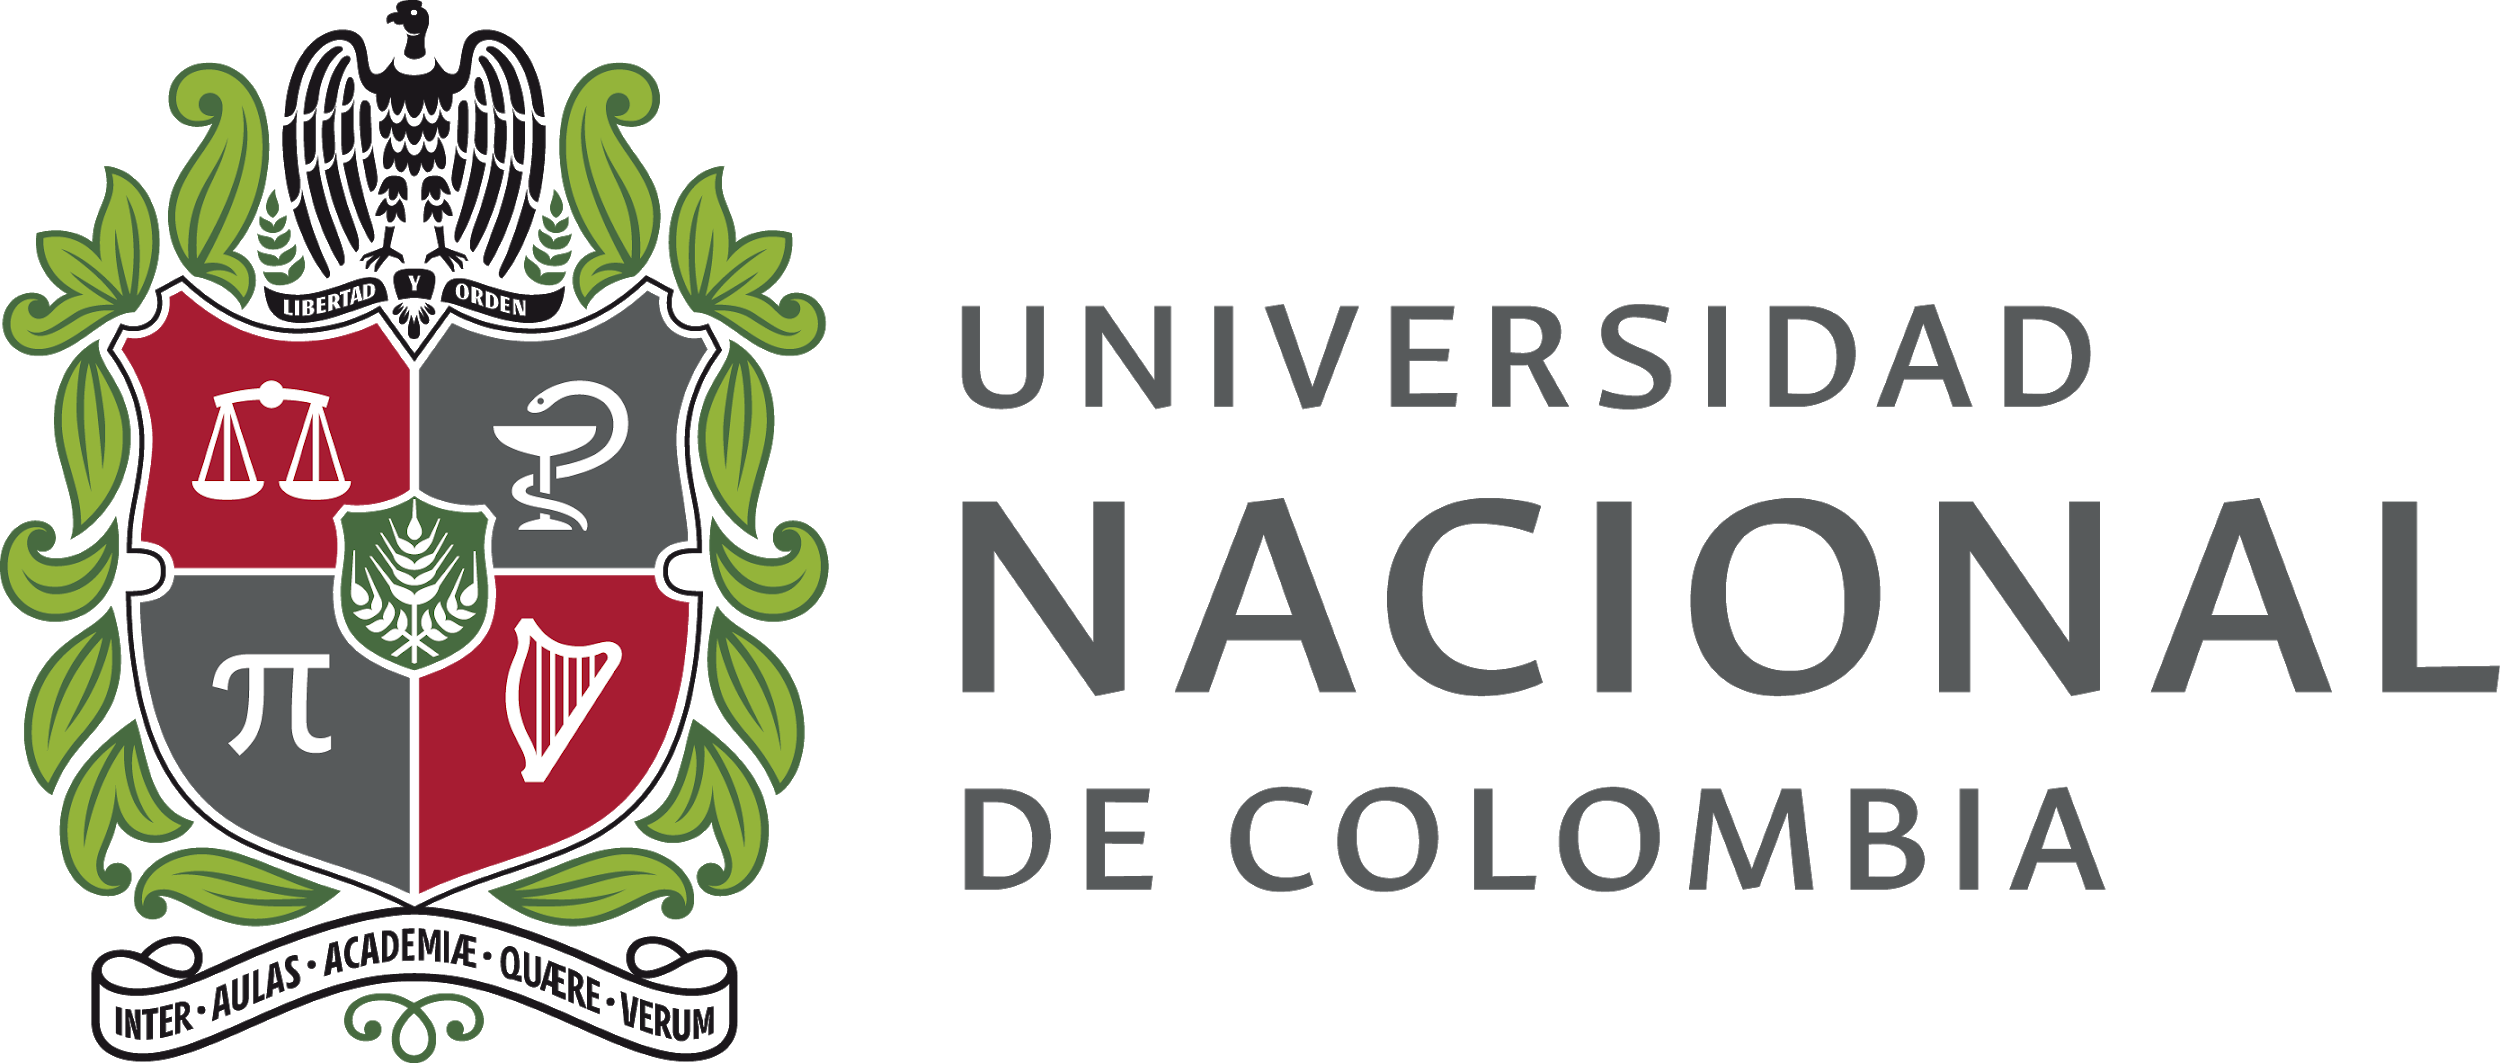 LIBERTAD Y ORDEN
INTER · AULAS · ACADEMIÆ · QUÆRE · VERUM
UNIVERSIDAD
NACIONAL
DE COLOMBIA
π